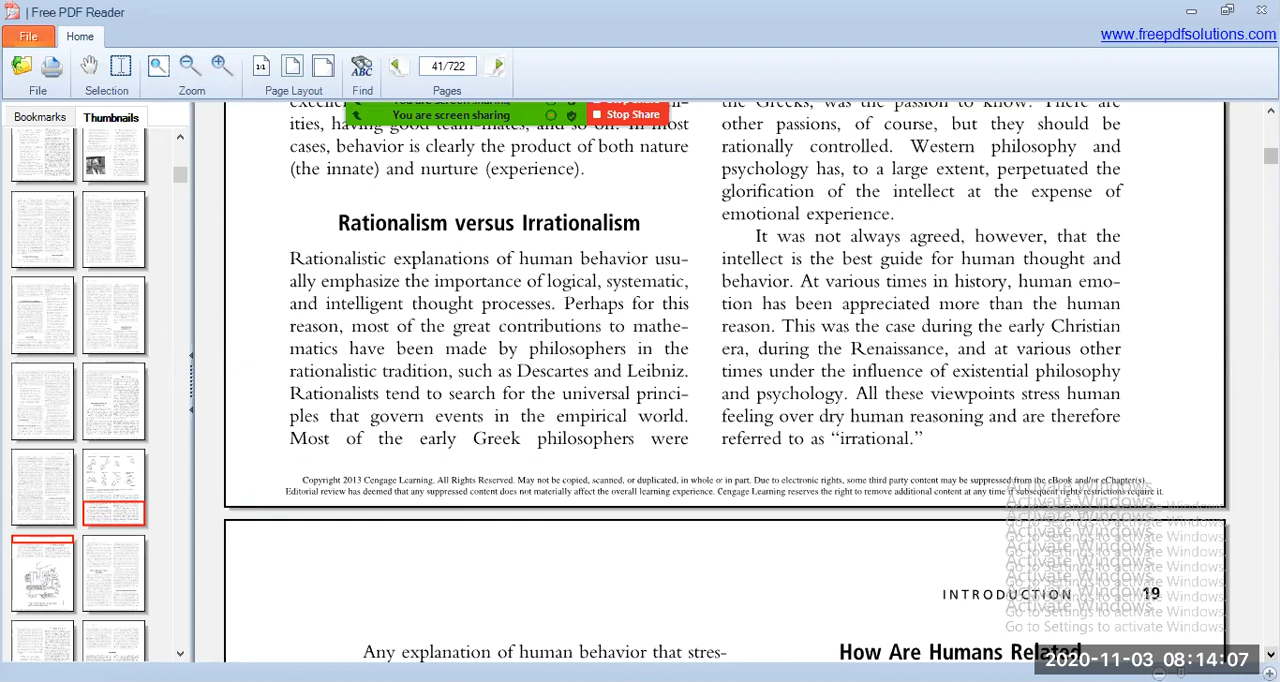 Free PDF Reader
File
Home
www.freepdfsolutions.com
1:1
ABC
41/722
File
Selection
Zoom
Page Layout
Find
Pages
Bookmarks
Thumbnails
You are screen sharing
Stop Share
ities, having good teammates, and so on. In most
cases, behavior is clearly the product of both nature
(the innate) and nurture (experience).
Rationalism versus Irrationalism
Rationalistic explanations of human behavior usu-
ally emphasize the importance of logical, systematic,
and intelligent thought processes. Perhaps for this
reason, most of the great contributions to mathe-
matics have been made by philosophers in the
rationalistic tradition, such as Descartes and Leibniz.
Rationalists tend to search for the universal princi-
ples that govern events in the empirical world.
Most of the early Greek philosophers were
the Greeks, was the passion to know. There are
other passions, of course, but they should be
rationally controlled. Western philosophy and
psychology has, to a large extent, perpetuated the
glorification of the intellect at the expense of
emotional experience.
It was not always agreed, however, that the
intellect is the best guide for human thought and
behavior. At various times in history, human emo-
tion has been appreciated more than the human
reason. This was the case during the early Christian
era, during the Renaissance, and at various other
times under the influence of existential philosophy
and psychology. All these viewpoints stress human
feeling over dry human reasoning and are therefore
referred to as “irrational.”
Copyright 2013 Cengage Learning. All Rights Reserved. May not be copied, scanned, or duplicated, in whole or in part. Due to electronic rights, some third party content may be suppressed from the eBook and/or eChapter(s).
Editorial review has deemed that any suppressed content does not materially affect the overall learning experience. Cengage Learning reserves the right to remove additional content at any time if subsequent rights restrictions require it.
Activate Windows
Go to Settings to activate Windows.
INTRODUCTION 19
Any explanation of human behavior that stres-
How Are Humans Related
2020-11-03 08:14:07